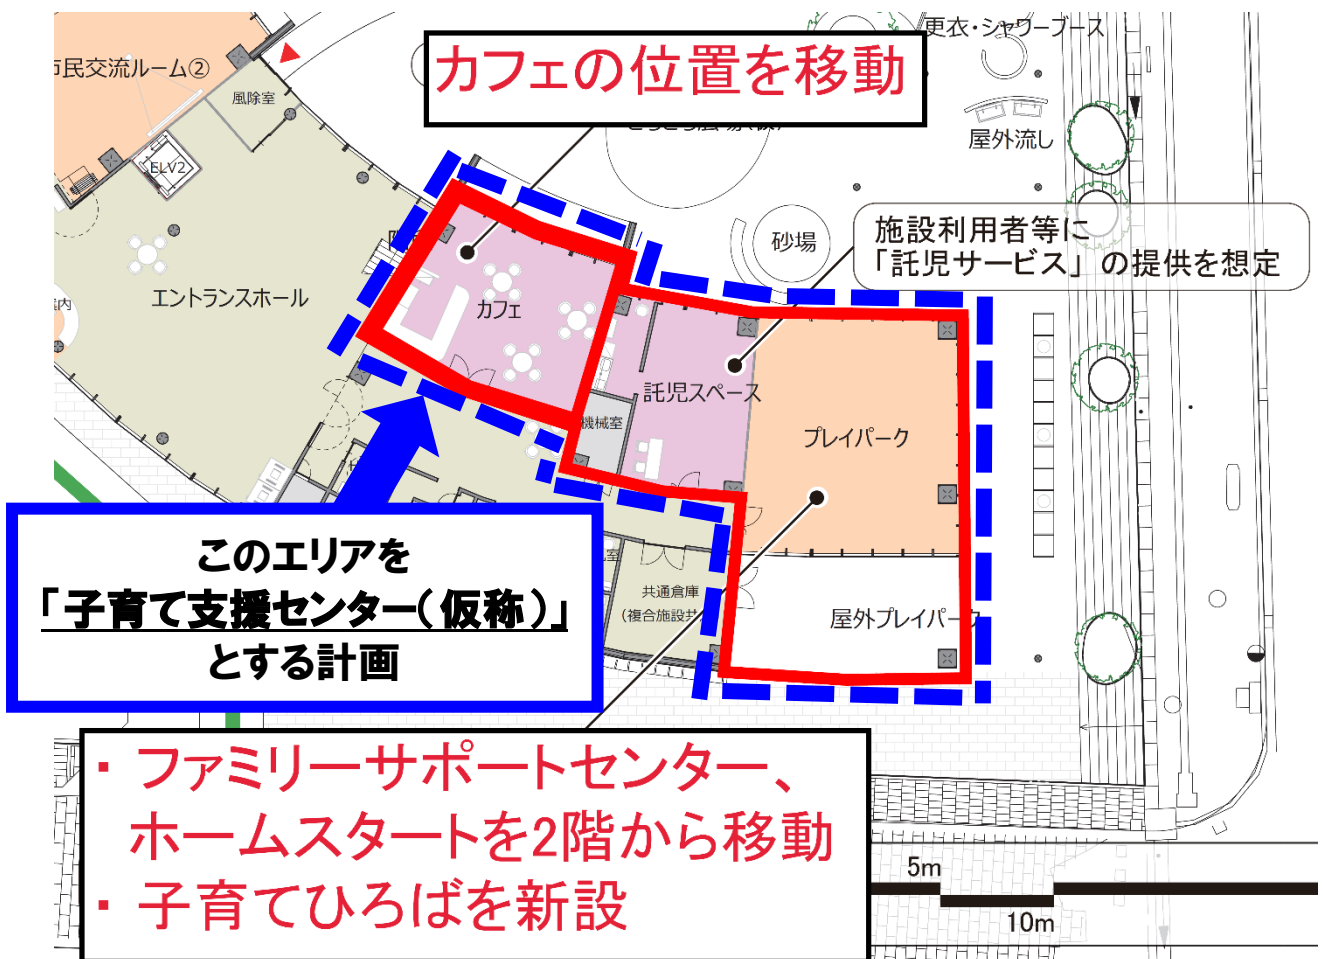 カフェの位置を移動
更衣・シャワーブース
市民交流ルーム②
風除室
屋外流し
ELV2
砂場
施設利用者等に
「託児サービス」の提供を想定
エントランスホール
カフェ
託児スペース
機械室
プレイパーク
このエリアを
「子育て支援センター(仮称)」
とする計画
共通倉庫
(複合施設共
屋外プレイパーク
・ファミリーサポートセンター、
ホームスタートを2階から移動
・子育てひろばを新設
5m
10m